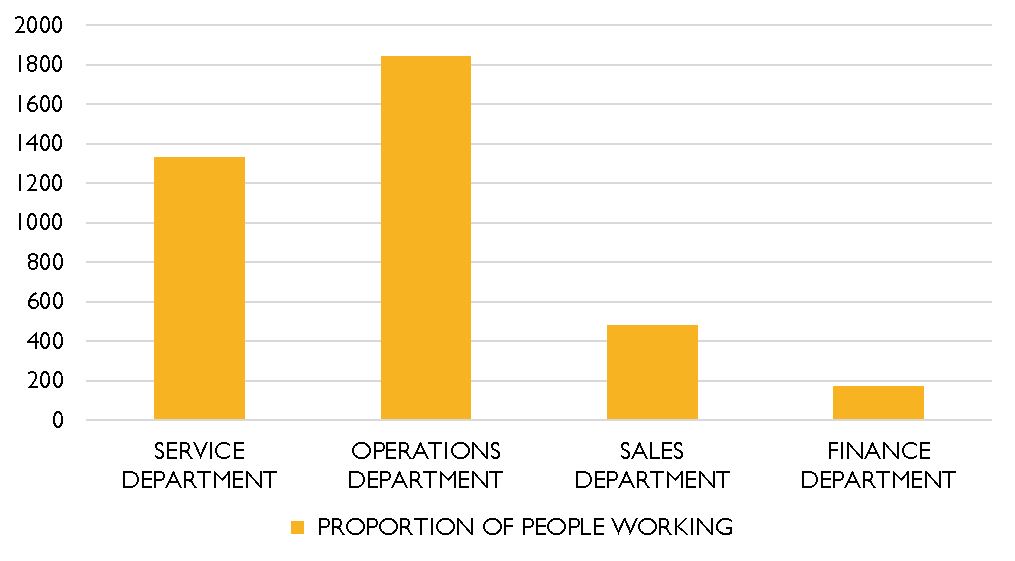 2000
1800
1600
1400
1200
1000
800
600
400
200
0
SERVICE DEPARTMENT
OPERATIONS DEPARTMENT
SALES DEPARTMENT
FINANCE DEPARTMENT
PROPORTION OF PEOPLE WORKING